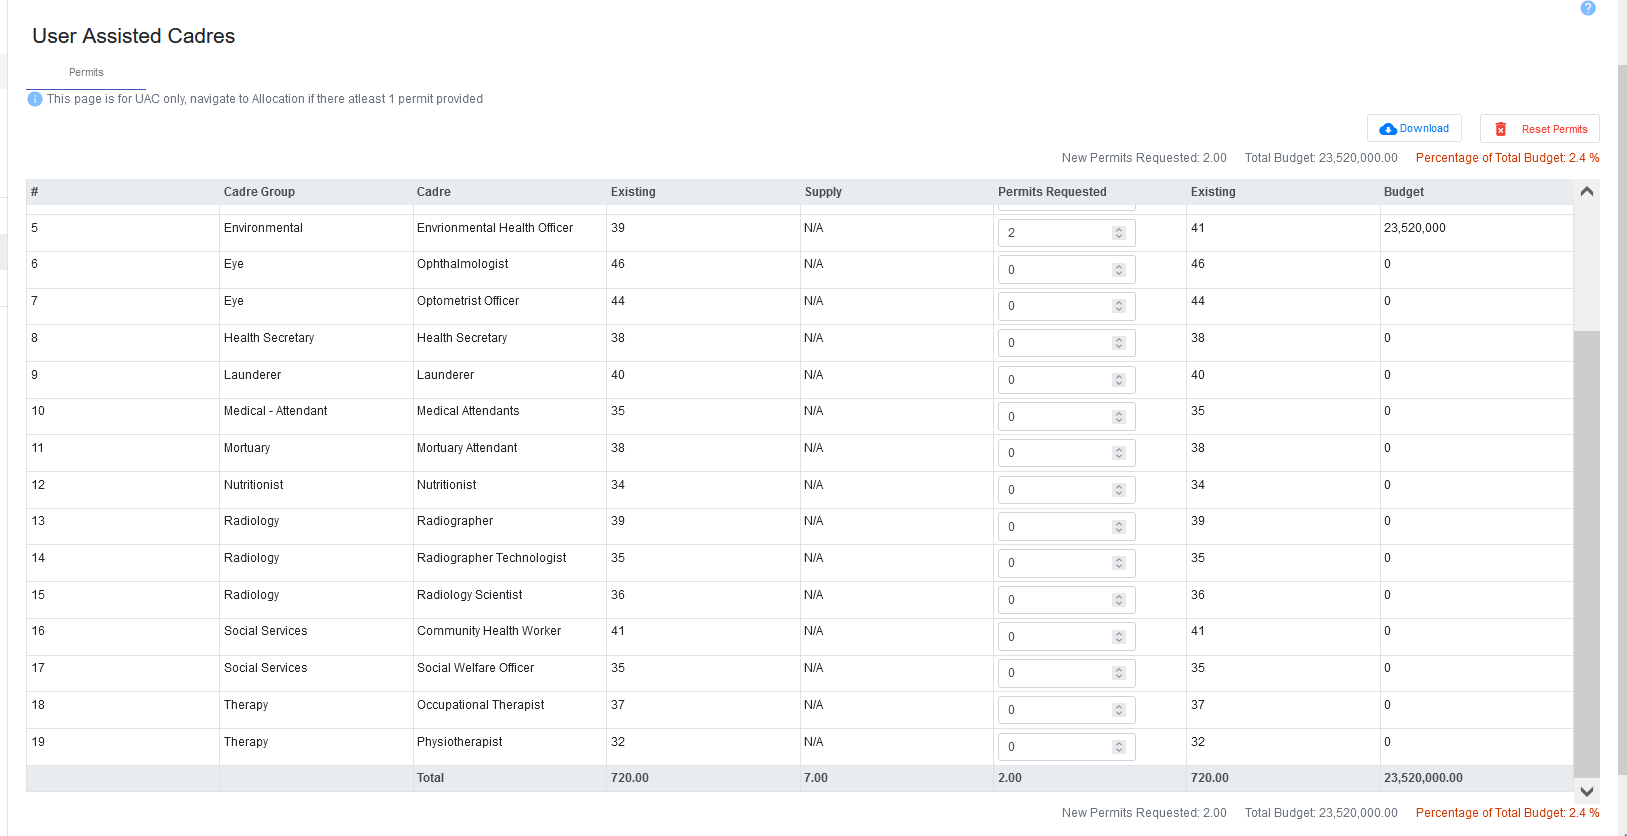 ?
User Assisted Cadres
Permits
i This page is for UAC only, navigate to Allocation if there atleast 1 permit provided
Download Reset Permits
New Permits Requested: 2.00 Total Budget: 23,520,000.00 Percentage of Total Budget: 2.4 %
# Cadre Group Cadre Existing Supply Permits Requested Existing Budget
5 Environmental Envrionmental Health Officer 39 N/A 2 41 23,520,000
6 Eye Ophthalmologist 46 N/A 0 46 0
7 Eye Optometrist Officer 44 N/A 0 44 0
8 Health Secretary Health Secretary 38 N/A 0 38 0
9 Launderer Launderer 40 N/A 0 40 0
10 Medical - Attendant Medical Attendants 35 N/A 0 35 0
11 Mortuary Mortuary Attendant 38 N/A 0 38 0
12 Nutritionist Nutritionist 34 N/A 0 34 0
13 Radiology Radiographer 39 N/A 0 39 0
14 Radiology Radiographer Technologist 35 N/A 0 35 0
15 Radiology Radiology Scientist 36 N/A 0 36 0
16 Social Services Community Health Worker 41 N/A 0 41 0
17 Social Services Social Welfare Officer 35 N/A 0 35 0
18 Therapy Occupational Therapist 37 N/A 0 37 0
19 Therapy Physiotherapist 32 N/A 0 32 0
Total 720.00 7.00 2.00 720.00 23,520,000.00
New Permits Requested: 2.00 Total Budget: 23,520,000.00 Percentage of Total Budget: 2.4 %